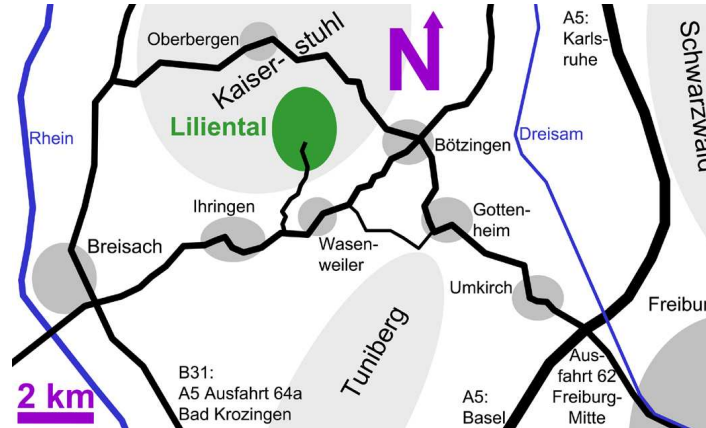 A5:
Karls-
ruhe
Oberbergen
Kaiser-
stuhl
N
Schwarzwald
Liliental
Rhein
Dreisam
Bötzingen
Ihringen
Gotten-
heim
Wasen-
weiler
Breisach
Umkirch
Freibur
Tuniberg
B31:
A5 Ausfahrt 64a
Bad Krozingen
2 km
A5:
Basel
Aus-
fahrt 62
Freiburg-
Mitte